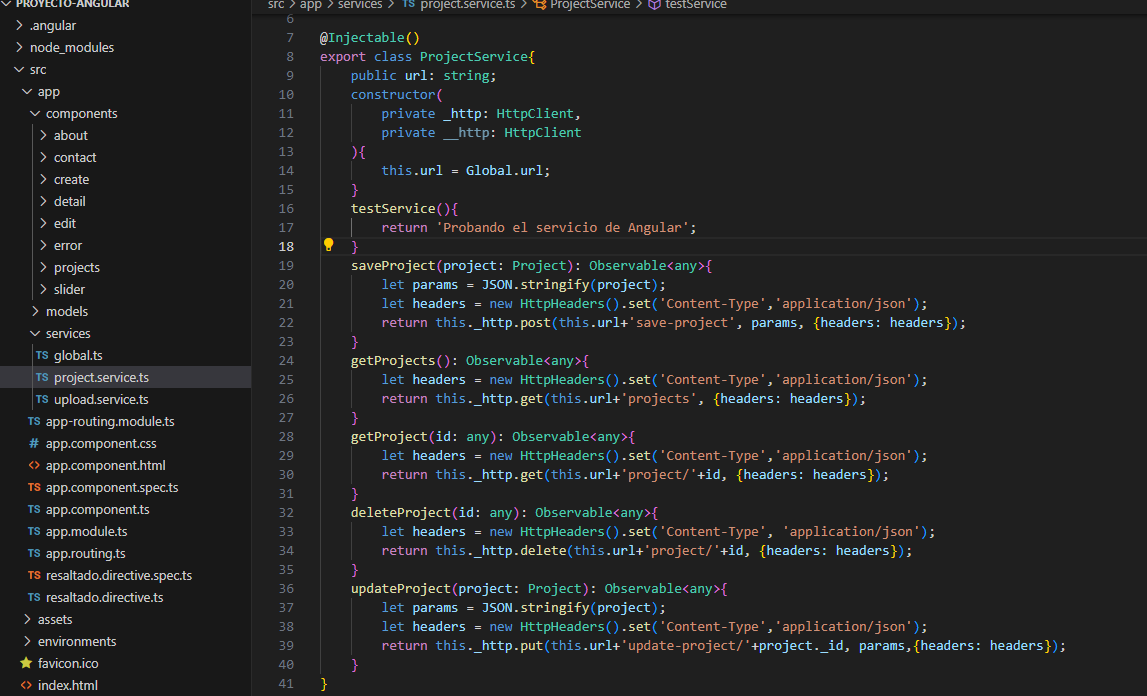 PROYECTO-ANGULAR
.angular
node_modules
src
app
components
about
contact
create
detail
edit
error
projects
slider
models
services
TS global.ts
TS project.service.ts
TS upload.service.ts
TS app-routing.module.ts
# app.component.css
<> app.component.html
TS app.component.spec.ts
TS app.component.ts
TS app.module.ts
TS app.routing.ts
TS resaltado.directive.spec.ts
TS resaltado.directive.ts
assets
environments
favicon.ico
<> index.html
src > app > services > TS project.service.ts > ProjectService > testService
6
7 @Injectable()
8 export class ProjectService{
9 public url: string;
10 constructor(
11 private _http: HttpClient,
12 private __http: HttpClient
13 ){
14 this.url = Global.url;
15 }
16 testService(){
17 return 'Probando el servicio de Angular';
18 }
19 saveProject(project: Project): Observable<any>{
20 let params = JSON.stringify(project);
21 let headers = new HttpHeaders().set('Content-Type','application/json');
22 return this._http.post(this.url+'save-project', params, {headers: headers});
23 }
24 getProjects(): Observable<any>{
25 let headers = new HttpHeaders().set('Content-Type','application/json');
26 return this._http.get(this.url+'projects', {headers: headers});
27 }
28 getProject(id: any): Observable<any>{
29 let headers = new HttpHeaders().set('Content-Type','application/json');
30 return this._http.get(this.url+'project/'+id, {headers: headers});
31 }
32 deleteProject(id: any): Observable<any>{
33 let headers = new HttpHeaders().set('Content-Type', 'application/json');
34 return this._http.delete(this.url+'project/'+id, {headers: headers});
35 }
36 updateProject(project: Project): Observable<any>{
37 let params = JSON.stringify(project);
38 let headers = new HttpHeaders().set('Content-Type','application/json');
39 return this._http.put(this.url+'update-project/'+project._id, params,{headers: headers});
40 }
41 }